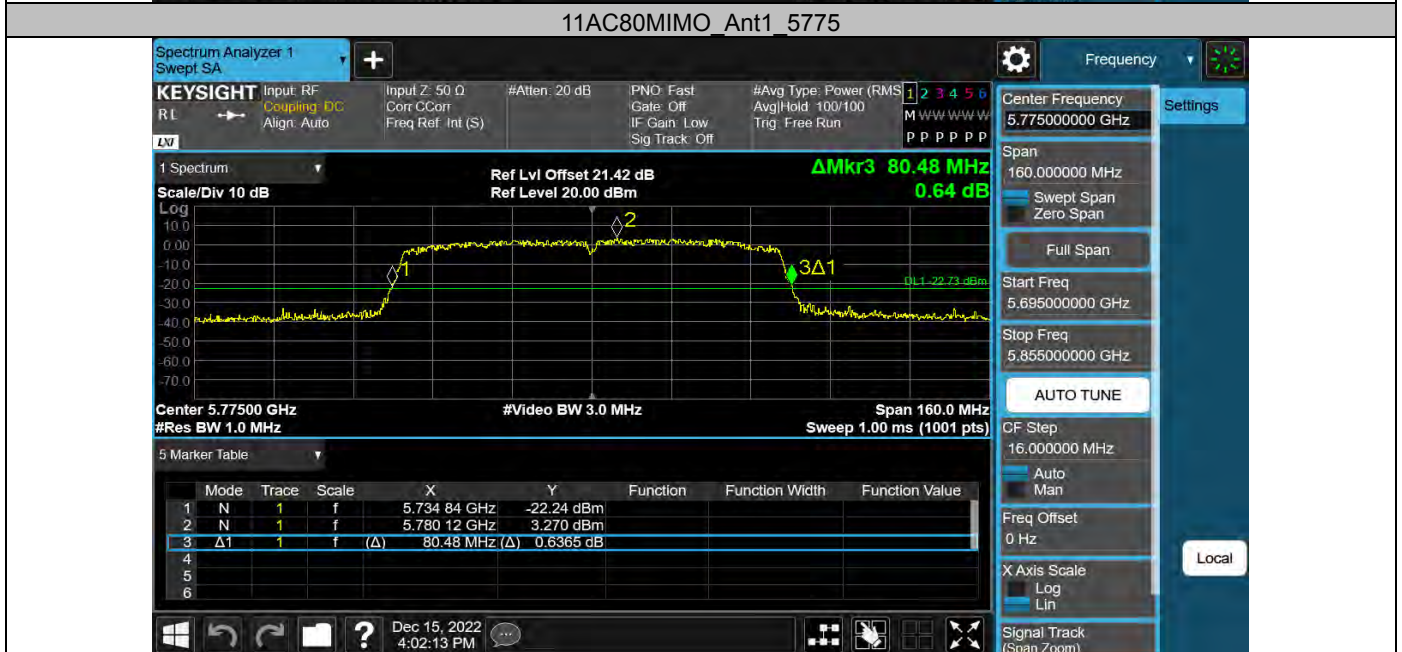 11AC80MIMO_Ant1_5775
Spectrum Analyzer 1
Swept SA
Frequency
KEYSIGHT
RL
LXI
Input: RF
Coupling: DC
Align: Auto
Input Z: 50 Ω
Corr CCorr
Freq Ref: Int (S)
#Atten: 20 dB
PNO: Fast
Gate: Off
IF Gain: Low
Sig Track: Off
#Avg Type: Power (RMS
Avg|Hold: 100/100
Trig: Free Run
1 2 3 4 5 6
M W W W W W
P P P P P P
1 Spectrum
Scale/Div 10 dB
Ref Lvl Offset 21.42 dB
Ref Level 20.00 dBm
ΔMkr3 80.48 MHz
0.64 dB
Log
10.0
0.00
-10.0
-20.0
-30.0
-40.0
-50.0
-60.0
-70.0
1
2
3Δ1
DL1 -22.73 dBm
Center 5.77500 GHz
#Res BW 1.0 MHz
#Video BW 3.0 MHz
Span 160.0 MHz
Sweep 1.00 ms (1001 pts)
5 Marker Table
Mode Trace Scale X Y Function Function Width Function Value
1 N 1 f 5.734 84 GHz -22.24 dBm
2 N 1 f 5.780 12 GHz 3.270 dBm
3 Δ1 1 f (Δ) 80.48 MHz (Δ) 0.6365 dB
4
5
6
Dec 15, 2022
4:02:13 PM
Center Frequency
5.775000000 GHz
Settings
Span
160.000000 MHz
Swept Span
Zero Span
Full Span
Start Freq
5.695000000 GHz
Stop Freq
5.855000000 GHz
AUTO TUNE
CF Step
16.000000 MHz
Auto
Man
Freq Offset
0 Hz
X Axis Scale
Log
Lin
Local
Signal Track
(Span Zoom)